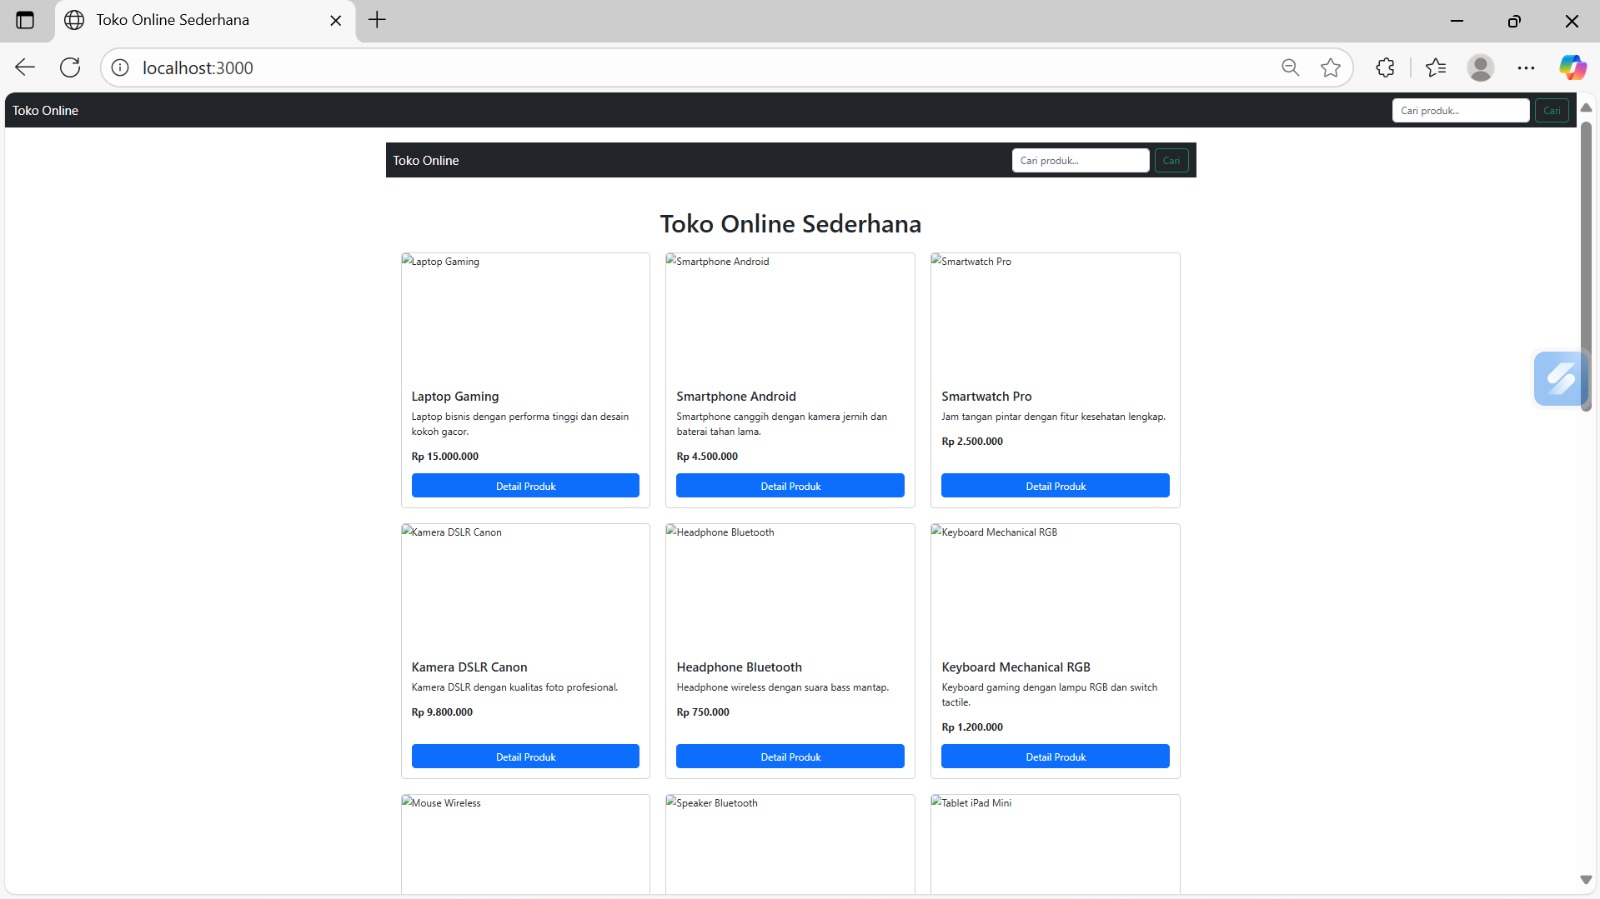 Toko Online Sederhana
localhost:3000
Toko Online
Cari produk...
Cari
Toko Online
Cari produk...
Cari
Toko Online Sederhana
Laptop Gaming
Smartphone Android
Smartwatch Pro
Laptop Gaming
Laptop bisnis dengan performa tinggi dan desain
kokoh gacor.
Rp 15.000.000
Detail Produk
Smartphone Android
Smartphone canggih dengan kamera jernih dan
baterai tahan lama.
Rp 4.500.000
Detail Produk
Smartwatch Pro
Jam tangan pintar dengan fitur kesehatan lengkap.
Rp 2.500.000
Detail Produk
Kamera DSLR Canon
Headphone Bluetooth
Keyboard Mechanical RGB
Kamera DSLR Canon
Kamera DSLR dengan kualitas foto profesional.
Rp 9.800.000
Detail Produk
Headphone Bluetooth
Headphone wireless dengan suara bass mantap.
Rp 750.000
Detail Produk
Keyboard Mechanical RGB
Keyboard gaming dengan lampu RGB dan switch
tactile.
Rp 1.200.000
Detail Produk
Mouse Wireless
Speaker Bluetooth
Tablet iPad Mini